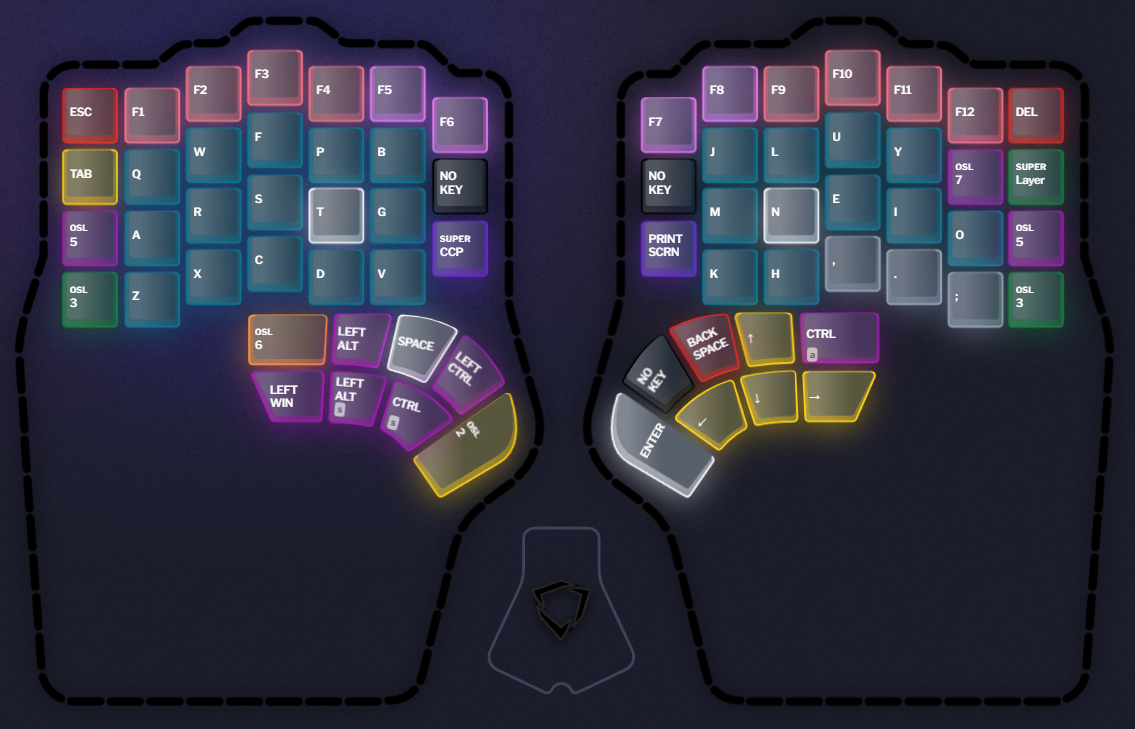 ESC
F1
F2
F3
F4
F5
F6
TAB
Q
W
F
P
B
NO
KEY
OSL
5
A
R
S
T
G
SUPER
CCP
OSL
3
Z
X
C
D
V
OSL
6
LEFT
ALT
SPACE
LEFT
CTRL
LEFT
WIN
LEFT
ALT
s
CTRL
s
OSL
2
F7
F8
F9
F10
F11
F12
DEL
NO
KEY
J
L
U
Y
OSL
7
SUPER
Layer
PRINT
SCRN
M
N
E
I
O
OSL
5
K
H
,
.
;
OSL
3
NO
KEY
BACK
SPACE
↑
CTRL
a
ENTER
←
↓
→